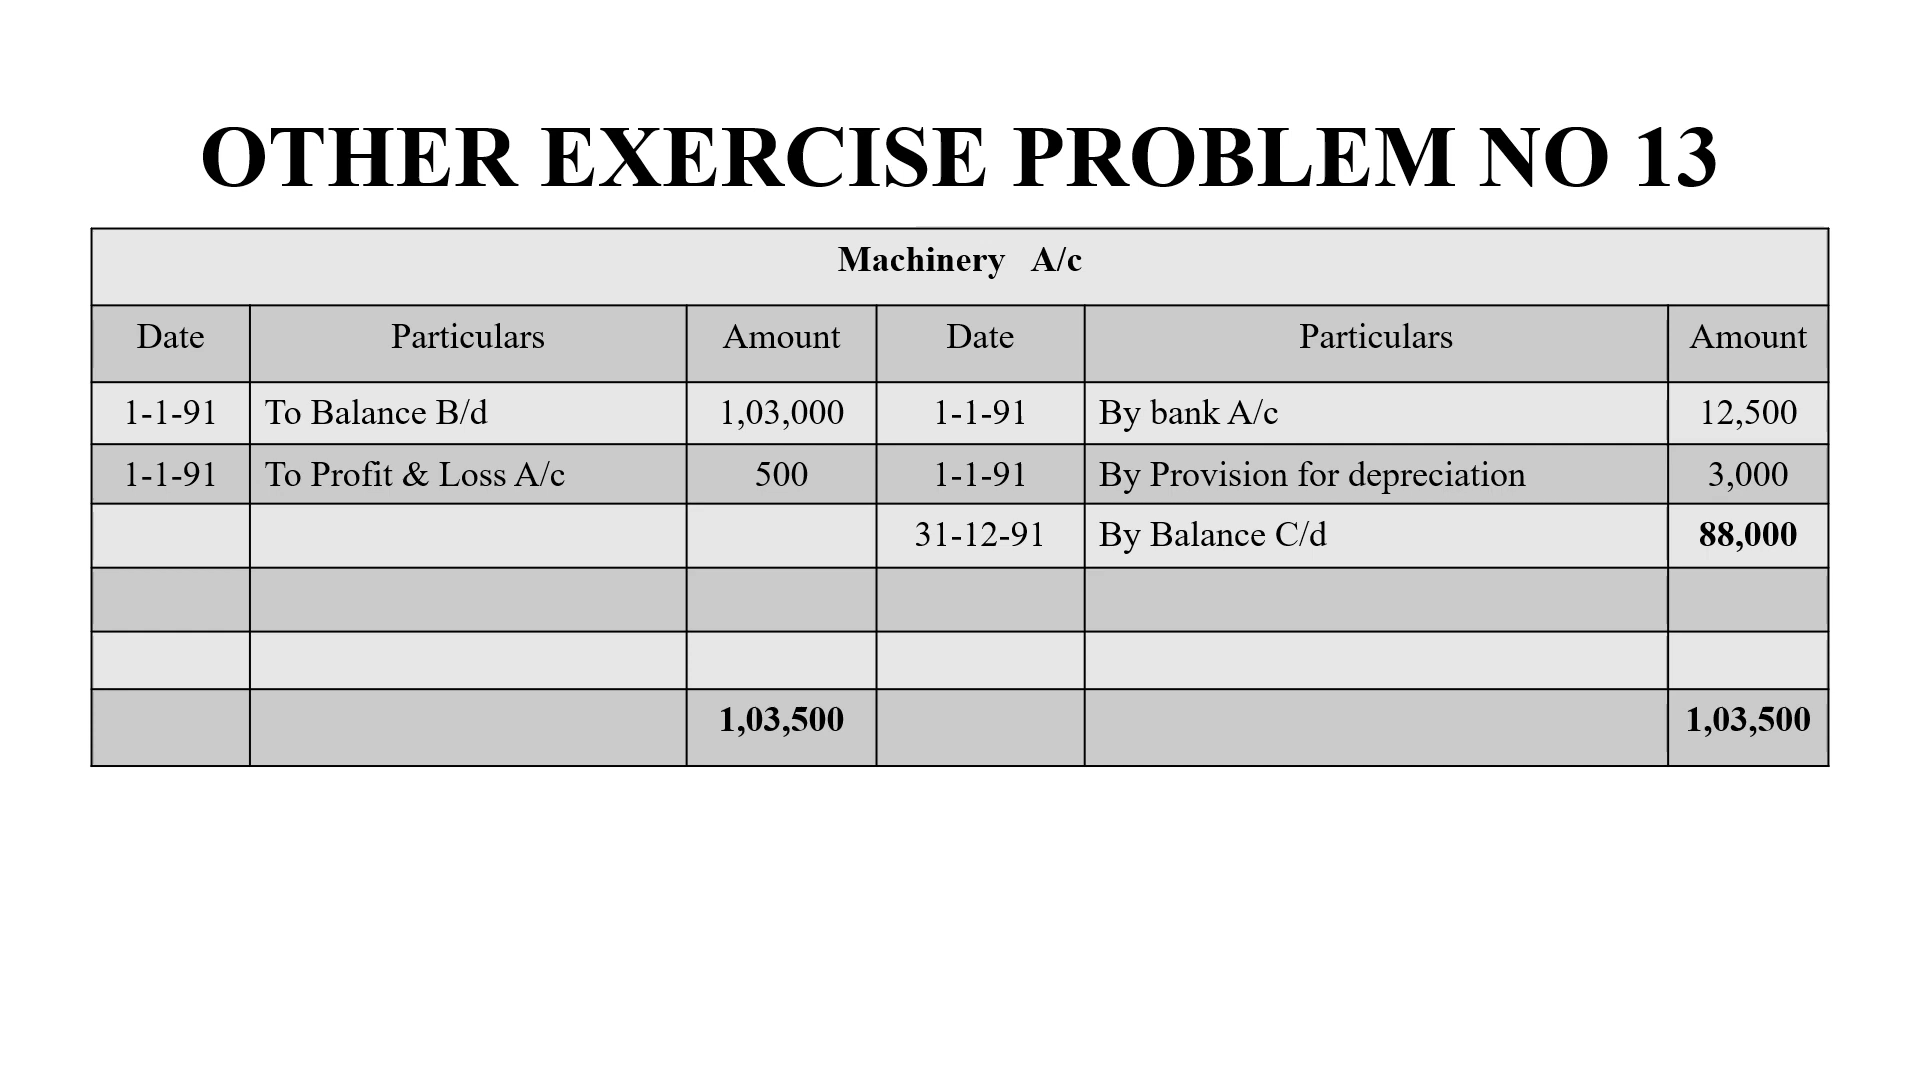 OTHER EXERCISE PROBLEM NO 13
Machinery A/c
Date Particulars Amount Date Particulars Amount
1-1-91 To Balance B/d 1,03,000 1-1-91 By bank A/c 12,500
1-1-91 To Profit & Loss A/c 500 1-1-91 By Provision for depreciation 3,000
31-12-91 By Balance C/d 88,000
1,03,500 1,03,500